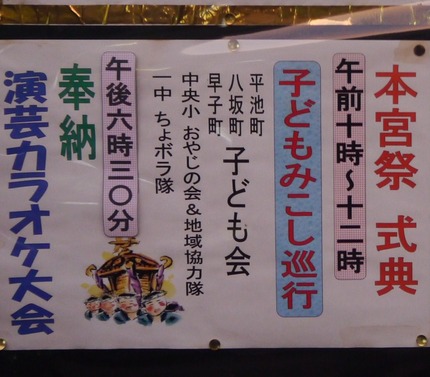 本宮祭 式典
午前十時～十二時
子どもみこし巡行
平池町
八坂町 子ども会
早子町
中央小 おやじの会＆地域協力隊
一中 ちょボラ隊
午後六時三〇分
奉納
演芸カラオケ大会